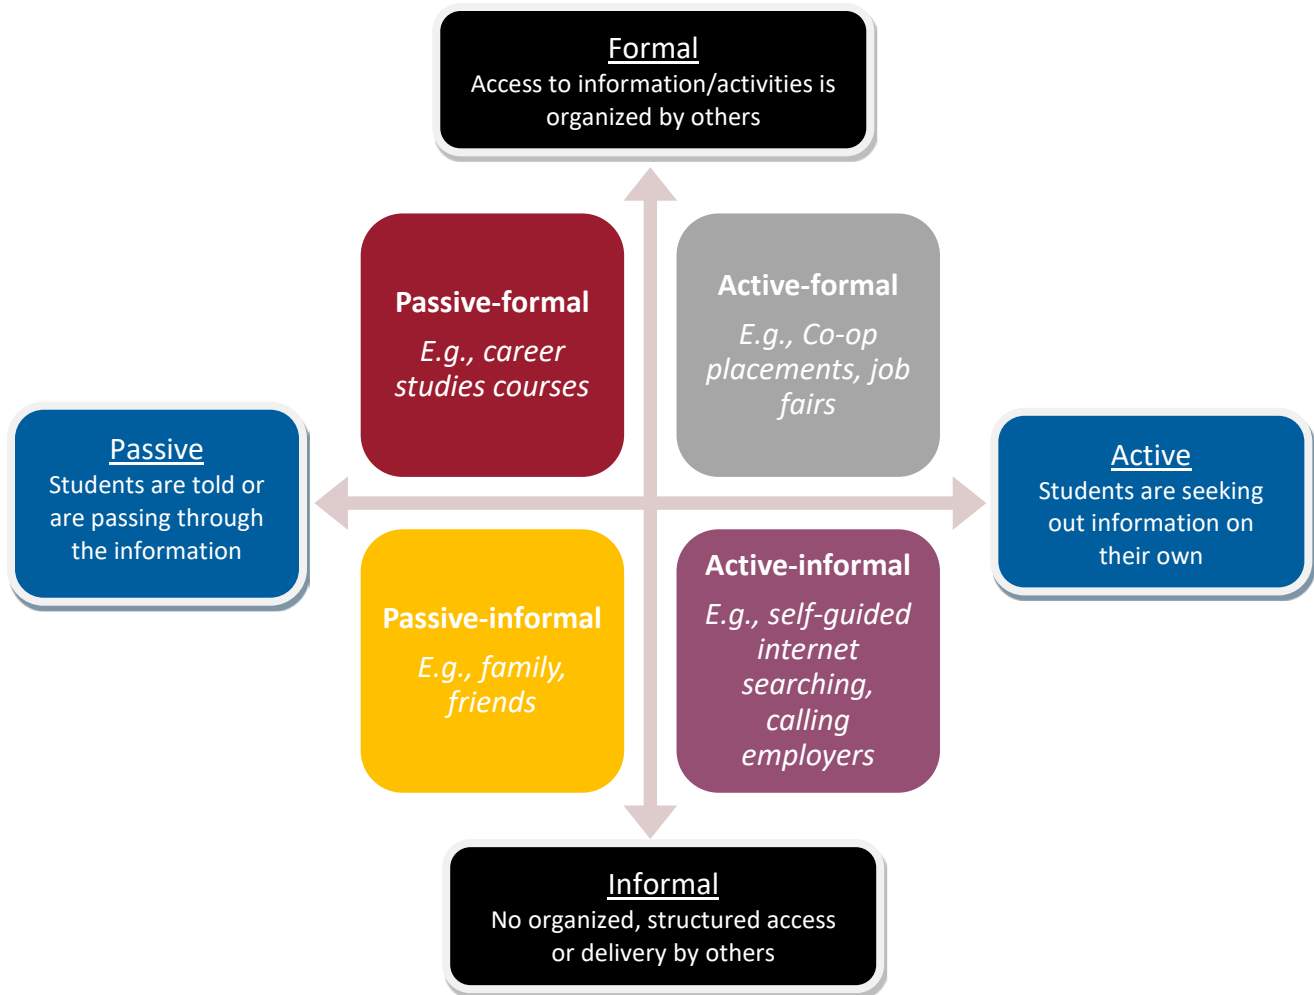 Formal
Access to information/activities is
organized by others
Passive-formal
E.g., career
studies courses
Active-formal
E.g., Co-op
placements, job
fairs
Passive
Students are told or
are passing through
the information
Active
Students are seeking
out information on
their own
Passive-informal
E.g., family,
friends
Active-informal
E.g., self-guided
internet
searching,
calling
employers
Informal
No organized, structured access
or delivery by others